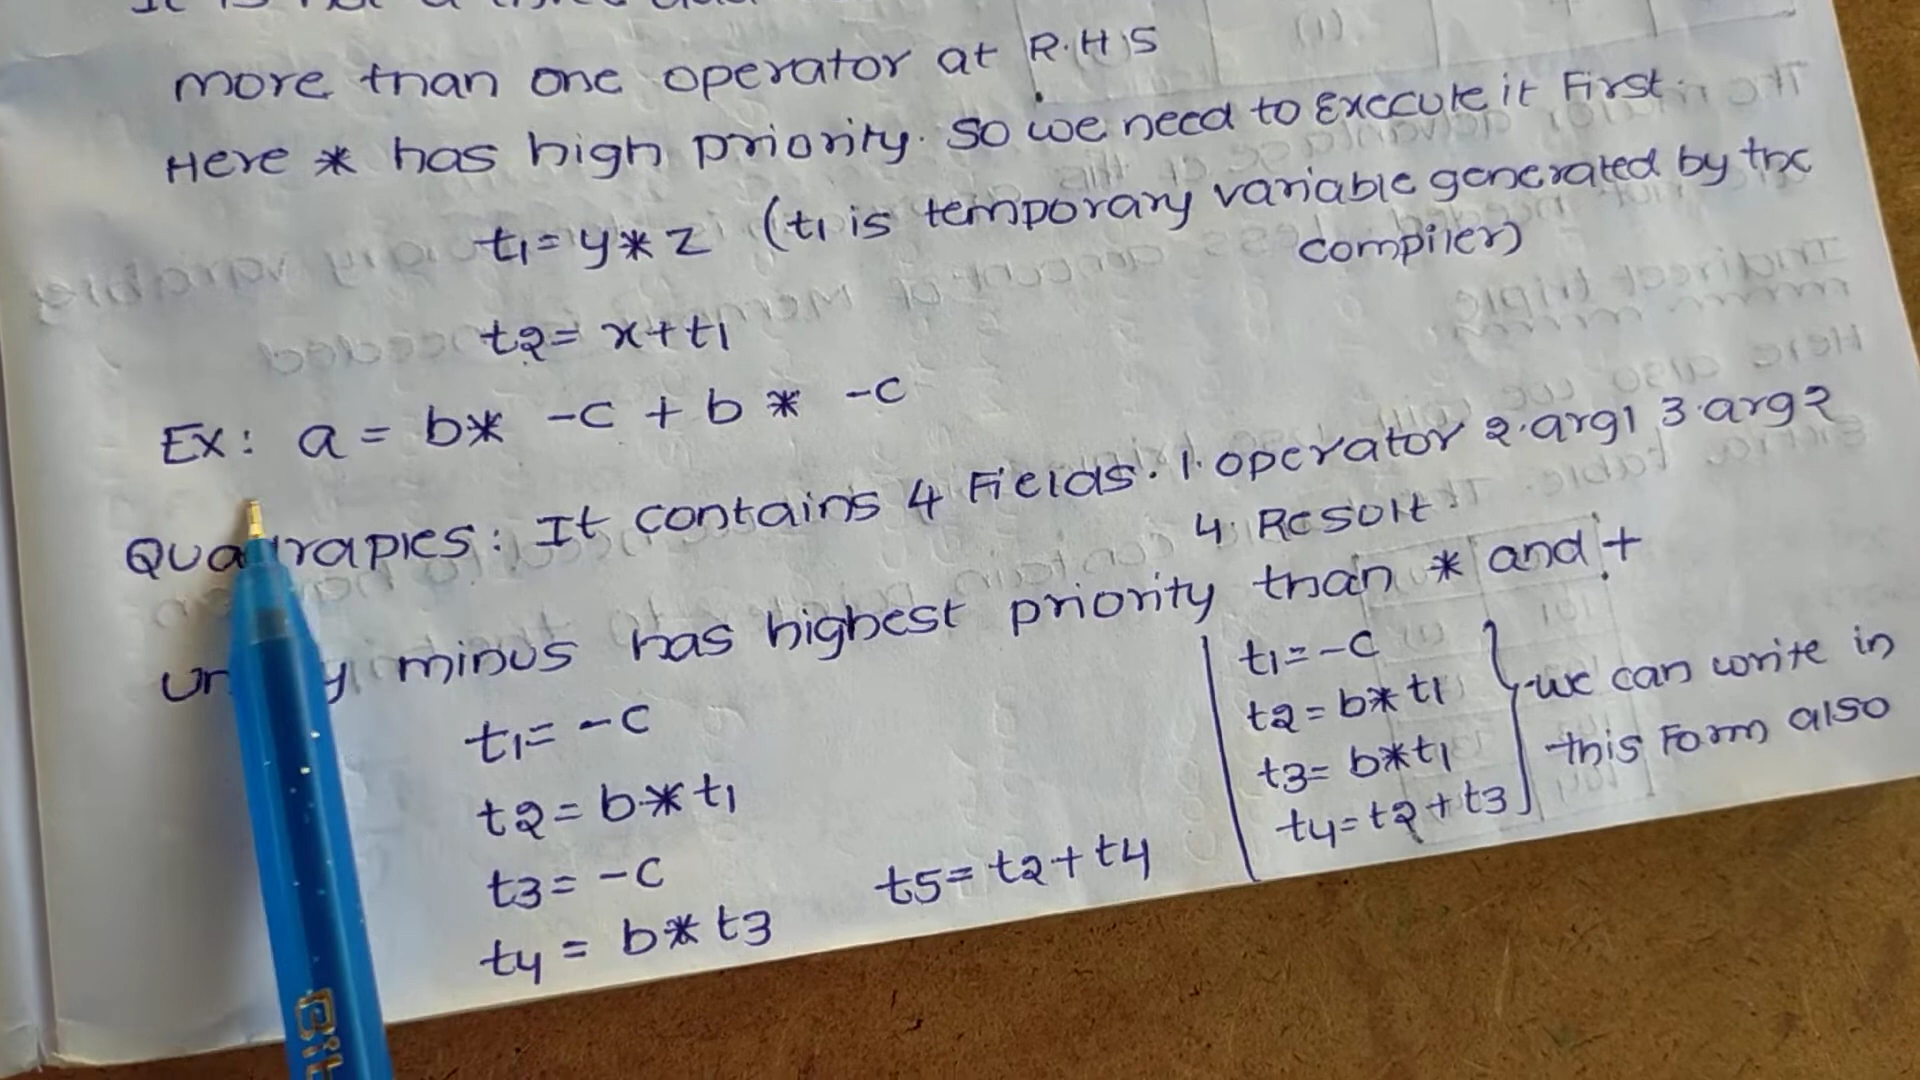 more than one operator at R.H.S
Here * has high priority. So we need to Execute it First.
t1 = y*z (t1 is temporary variable generated by the
compiler)
t2 = x+t1
Ex: a = b* -c + b * -c
Quadraples: It contains 4 Fields. 1. operator 2. arg1 3. arg2
4. Result
unary minus has highest priority than * and +
t1 = -c
t2 = b*t1
t3 = -c
t4 = b*t3
t5 = t2+t4
t1 = -c
t2 = b*t1
t3 = b*t1
t4 = t2+t3
we can write in
this Form also